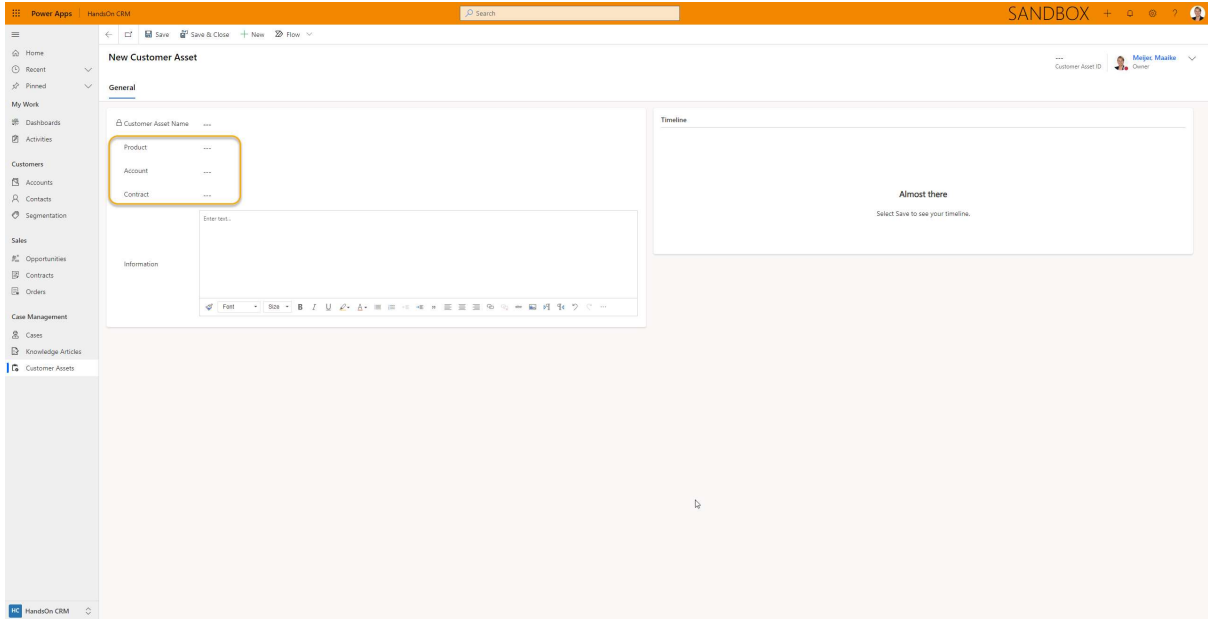 Power Apps HandsOn CRM Search SANDBOX + ?
Save Save & Close New Flow
New Customer Asset
--- Customer Asset ID
Meijer, Maaike Owner
General
Home
Recent
Pinned
My Work
Dashboards
Activities
Customers
Accounts
Contacts
Segmentation
Sales
Opportunities
Contracts
Orders
Case Management
Cases
Knowledge Articles
Customer Assets
HC HandsOn CRM
Customer Asset Name ---
Product ---
Account ---
Contract ---
Information
Enter text...
Font Size B I U A
Timeline
Almost there
Select Save to see your timeline.